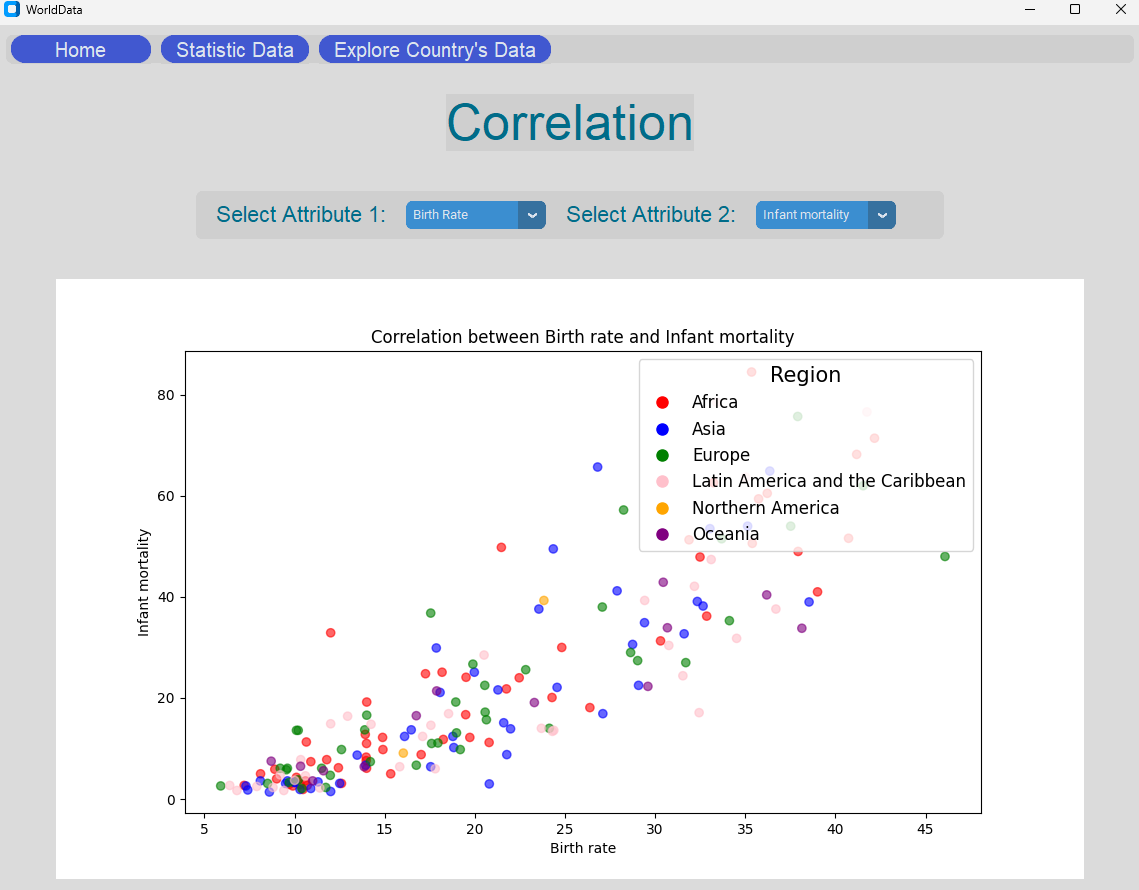 WorldData
Home Statistic Data Explore Country's Data
Correlation
Select Attribute 1: Birth Rate Select Attribute 2: Infant mortality
Correlation between Birth rate and Infant mortality
Region
Africa
Asia
Europe
Latin America and the Caribbean
Northern America
Oceania
80
60
40
20
0
Infant mortality
5 10 15 20 25 30 35 40 45
Birth rate